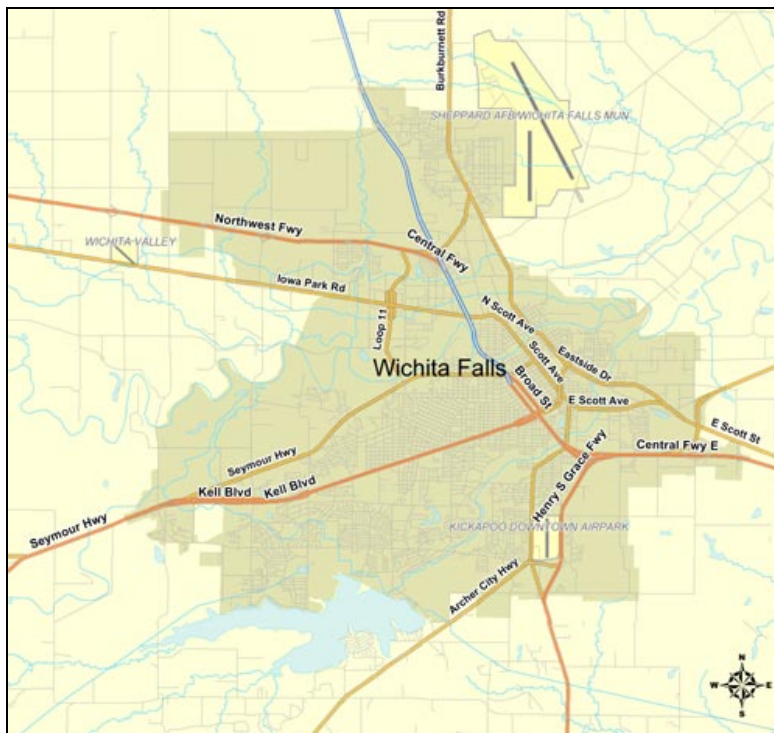 Burkburnett Rd
SHEPPARD AFB/WICHITA FALLS MUN
Northwest Fwy
Central Fwy
WICHITA VALLEY
Iowa Park Rd
Loop 11
N Scott Ave
Scott Ave
Eastside Dr
Wichita Falls
Broad St
E Scott Ave
E Scott St
Central Fwy E
Seymour Hwy
Kell Blvd
Kell Blvd
Henry S Grace Fwy
Seymour Hwy
KICKAPOO DOWNTOWN AIRPARK
Archer City Hwy
N
W E
S